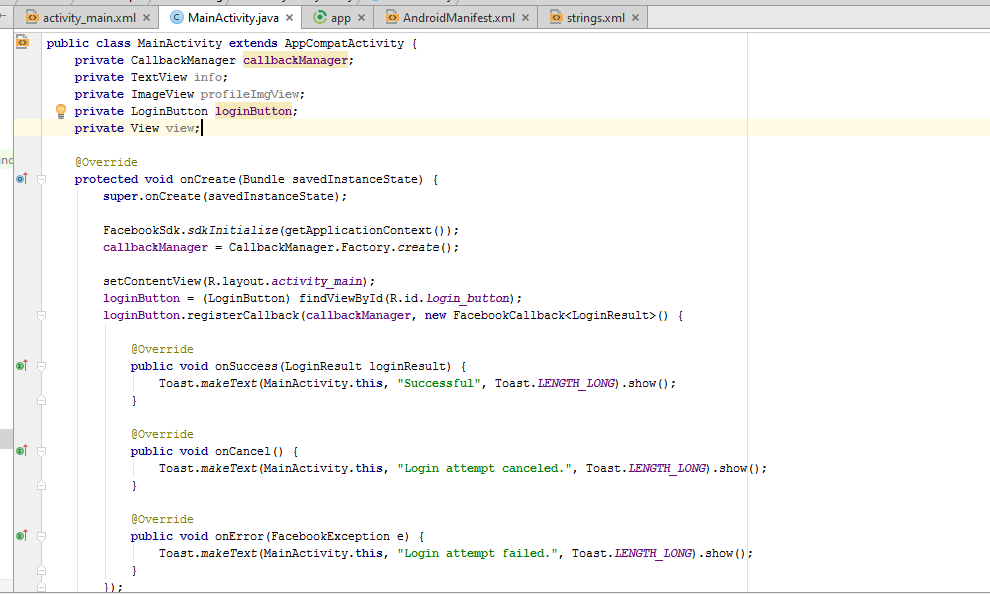 activity_main.xml × MainActivity.java × app × AndroidManifest.xml × strings.xml ×
public class MainActivity extends AppCompatActivity {
    private CallbackManager callbackManager;
    private TextView info;
    private ImageView profileImgView;
    private LoginButton loginButton;
    private View view;

    @Override
    protected void onCreate(Bundle savedInstanceState) {
        super.onCreate(savedInstanceState);

        FacebookSdk.sdkInitialize(getApplicationContext());
        callbackManager = CallbackManager.Factory.create();

        setContentView(R.layout.activity_main);
        loginButton = (LoginButton) findViewById(R.id.login_button);
        loginButton.registerCallback(callbackManager, new FacebookCallback<LoginResult>() {

            @Override
            public void onSuccess(LoginResult loginResult) {
                Toast.makeText(MainActivity.this, "Successful", Toast.LENGTH_LONG).show();
            }

            @Override
            public void onCancel() {
                Toast.makeText(MainActivity.this, "Login attempt canceled.", Toast.LENGTH_LONG).show();
            }

            @Override
            public void onError(FacebookException e) {
                Toast.makeText(MainActivity.this, "Login attempt failed.", Toast.LENGTH_LONG).show();
            }
        });